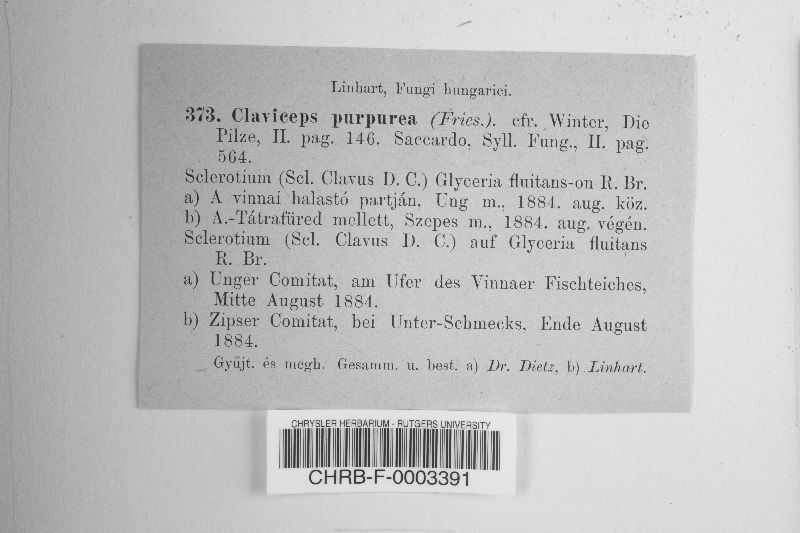 Linhart, Fungi hungarici.
373. Claviceps purpurea (Fries.). cfr. Winter, Die
Pilze, II. pag. 146. Saccardo, Syll. Fung., II. pag.
564.
Sclerotium (Scl. Clavus D. C.) Glyceria fluitans-on R. Br.
a) A vinnai halastó partján, Ung m., 1884. aug. köz.
b) A.-Tátrafüred mellett, Szepes m., 1884. aug. végén.
Sclerotium (Scl. Clavus D. C.) auf Glyceria fluitans
R. Br.
a) Unger Comitat, am Ufer des Vinnaer Fischteiches,
Mitte August 1884.
b) Zipser Comitat, bei Unter-Schmecks, Ende August
1884.
Gyűjt. és megh. Gesamm. u. best. a) Dr. Dietz, b) Linhart.
CHRYSLER HERBARIUM - RUTGERS UNIVERSITY
CHRB-F-0003391